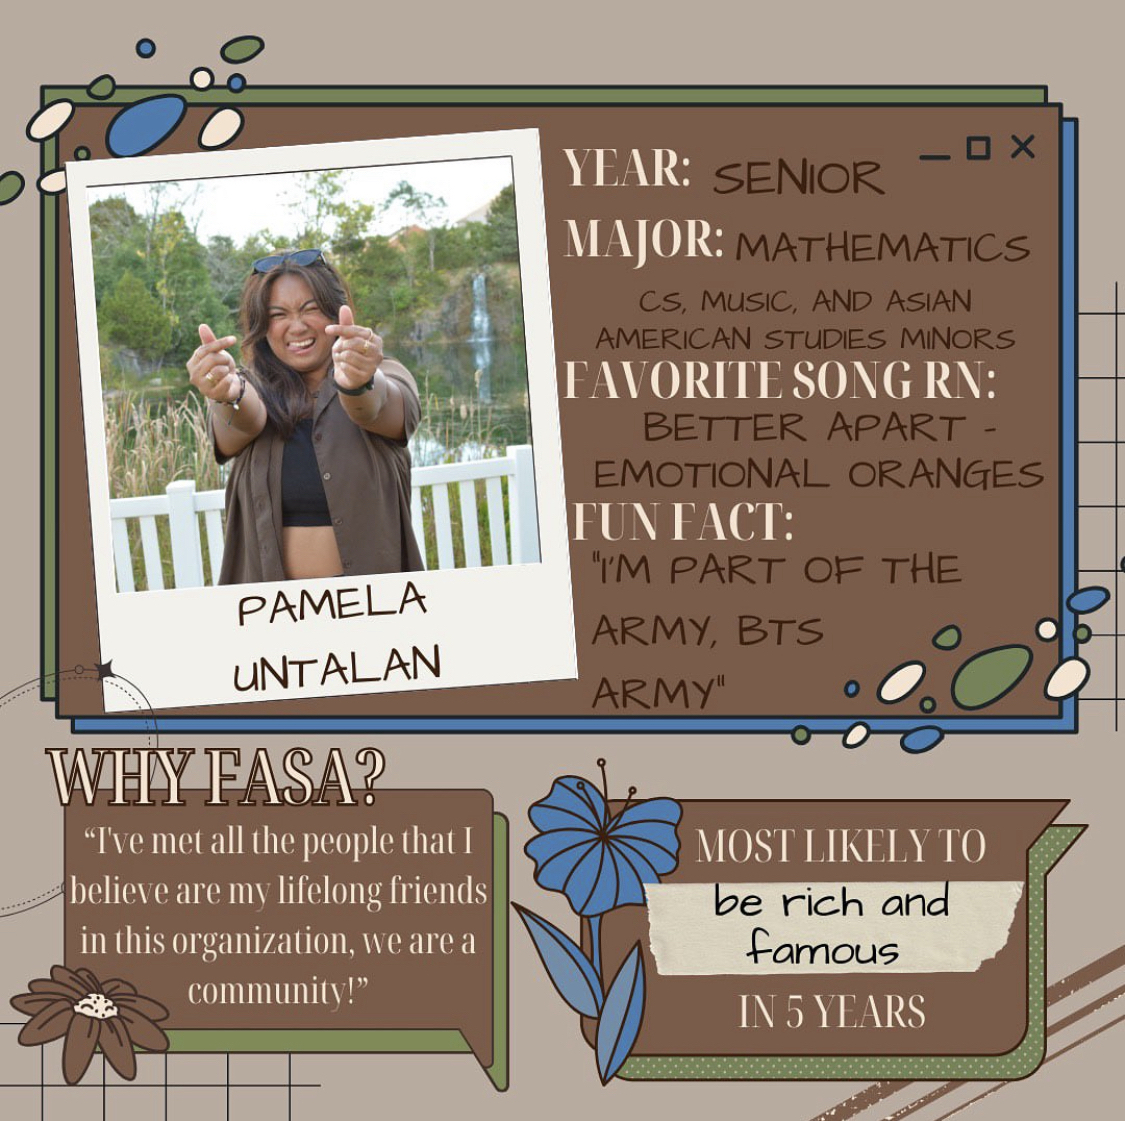 YEAR: SENIOR
MAJOR: MATHEMATICS
CS, MUSIC, AND ASIAN
AMERICAN STUDIES MINORS
FAVORITE SONG RN:
BETTER APART -
EMOTIONAL ORANGES
FUN FACT:
"I'M PART OF THE
ARMY, BTS
ARMY"
PAMELA
UNTALAN
WHY FASA?
“I've met all the people that I
believe are my lifelong friends
in this organization, we are a
community!”
MOST LIKELY TO
be rich and
famous
IN 5 YEARS